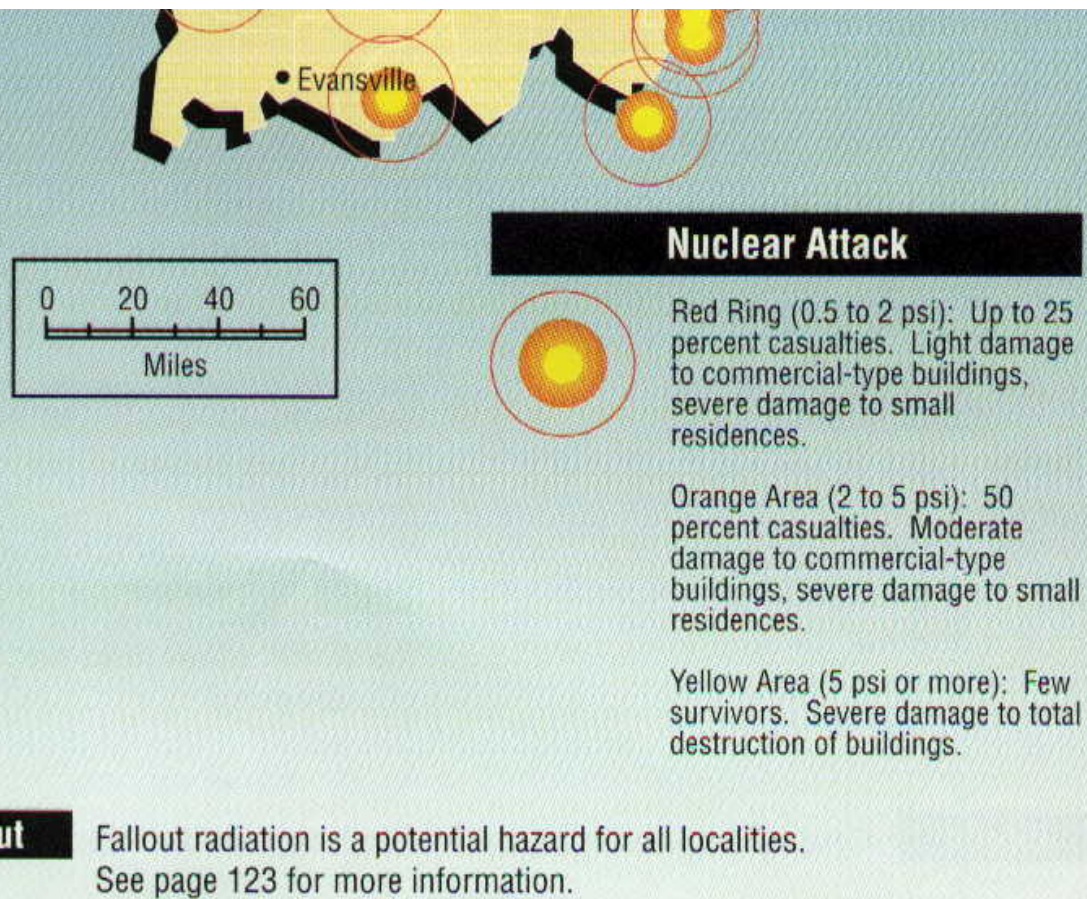 Evansville
0 20 40 60
Miles
Nuclear Attack
Red Ring (0.5 to 2 psi): Up to 25
percent casualties. Light damage
to commercial-type buildings,
severe damage to small
residences.
Orange Area (2 to 5 psi): 50
percent casualties. Moderate
damage to commercial-type
buildings, severe damage to small
residences.
Yellow Area (5 psi or more): Few
survivors. Severe damage to total
destruction of buildings.
ut
Fallout radiation is a potential hazard for all localities.
See page 123 for more information.